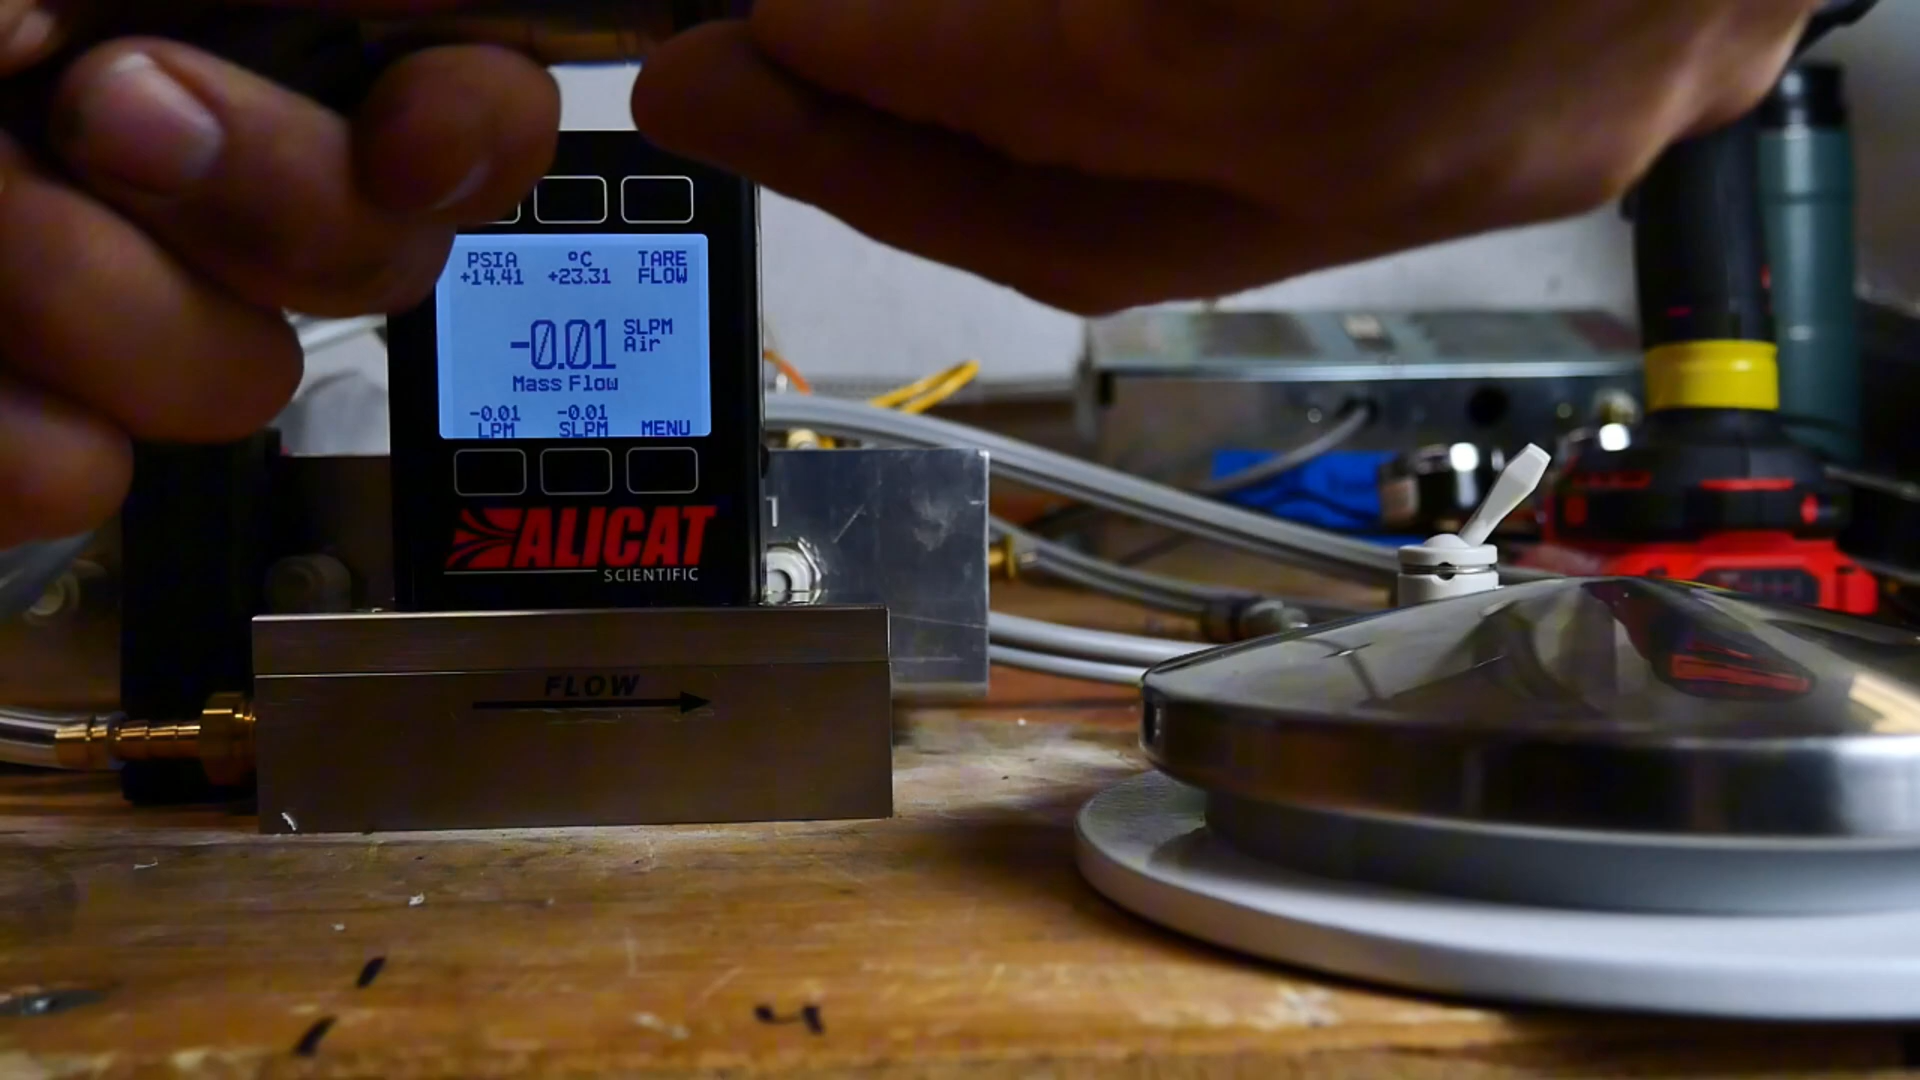 PSIA °C TARE
+14.41 +23.31 FLOW
-0.01 SLPM
Air
Mass Flow
-0.01 -0.01
LPM SLPM MENU
ALICAT
SCIENTIFIC
FLOW
4